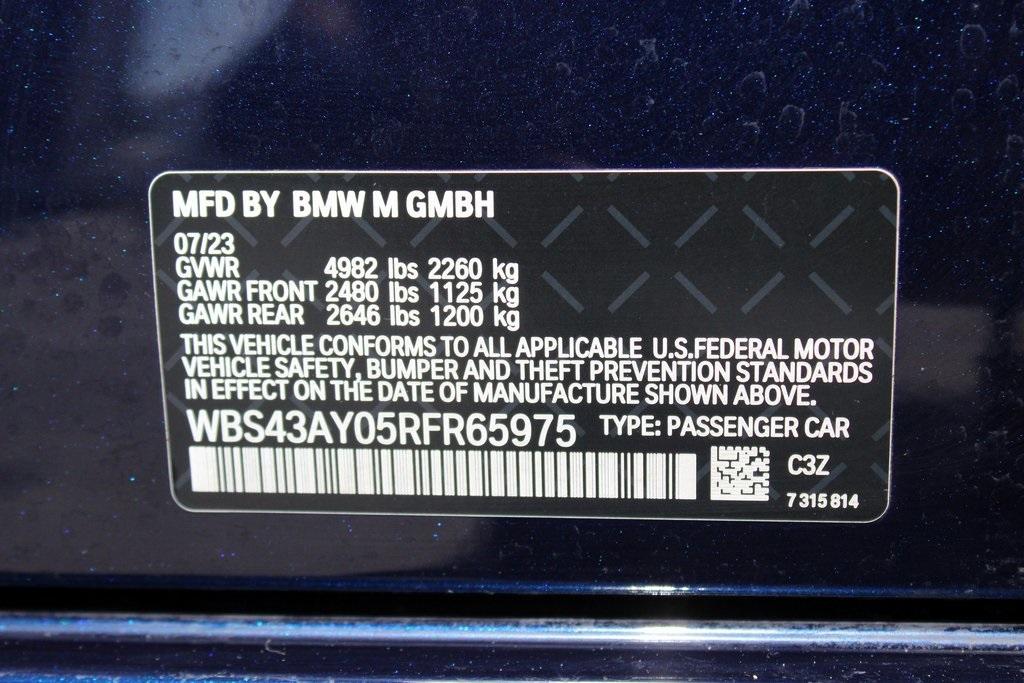 MFD BY BMW M GMBH
07/23
GVWR 4982 lbs 2260 kg
GAWR FRONT 2480 lbs 1125 kg
GAWR REAR 2646 lbs 1200 kg
THIS VEHICLE CONFORMS TO ALL APPLICABLE U.S.FEDERAL MOTOR
VEHICLE SAFETY, BUMPER AND THEFT PREVENTION STANDARDS
IN EFFECT ON THE DATE OF MANUFACTURE SHOWN ABOVE.
WBS43AY05RFR65975 TYPE: PASSENGER CAR
C3Z
7 315 814